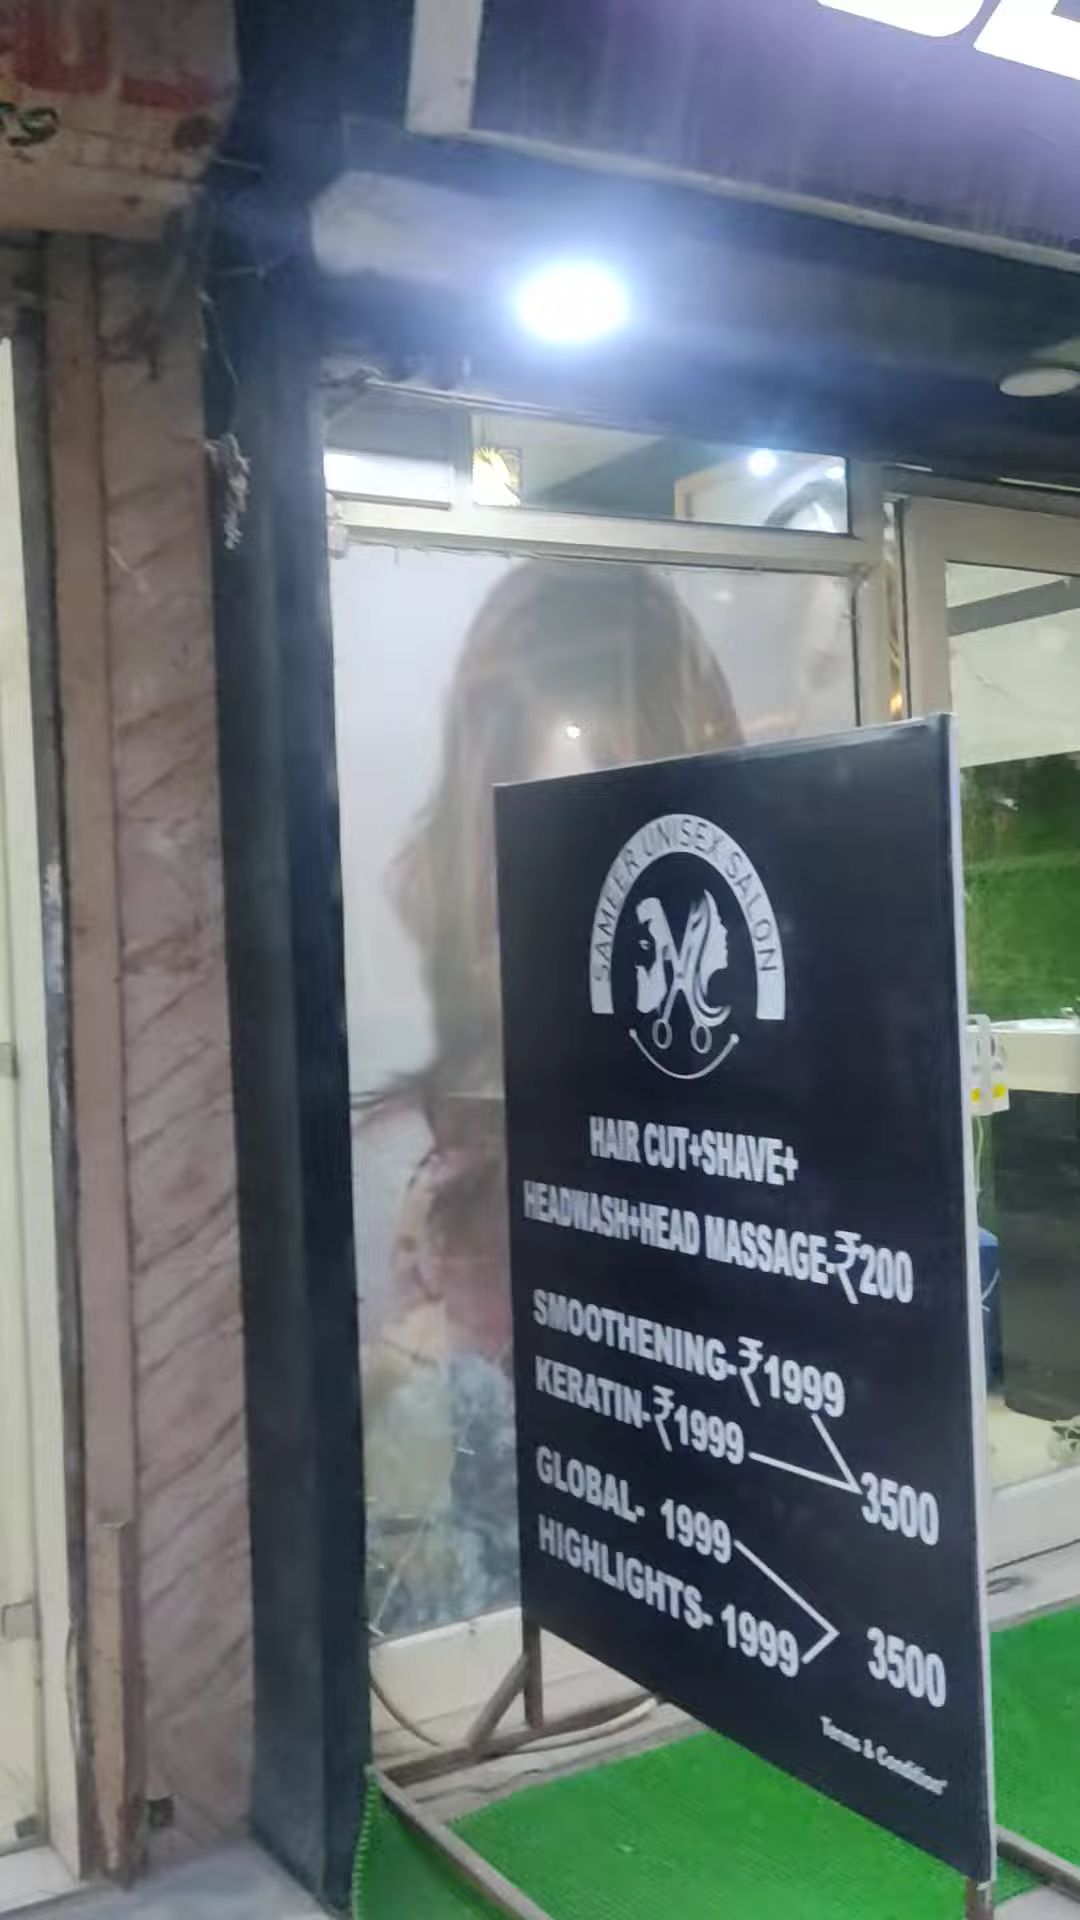 SAMEER UNISEX SALON
HAIR CUT+SHAVE+
HEADWASH+HEAD MASSAGE-₹200
SMOOTHENING-₹1999
KERATIN-₹1999
3500
GLOBAL- 1999
HIGHLIGHTS- 1999
3500
Terms & Condition*